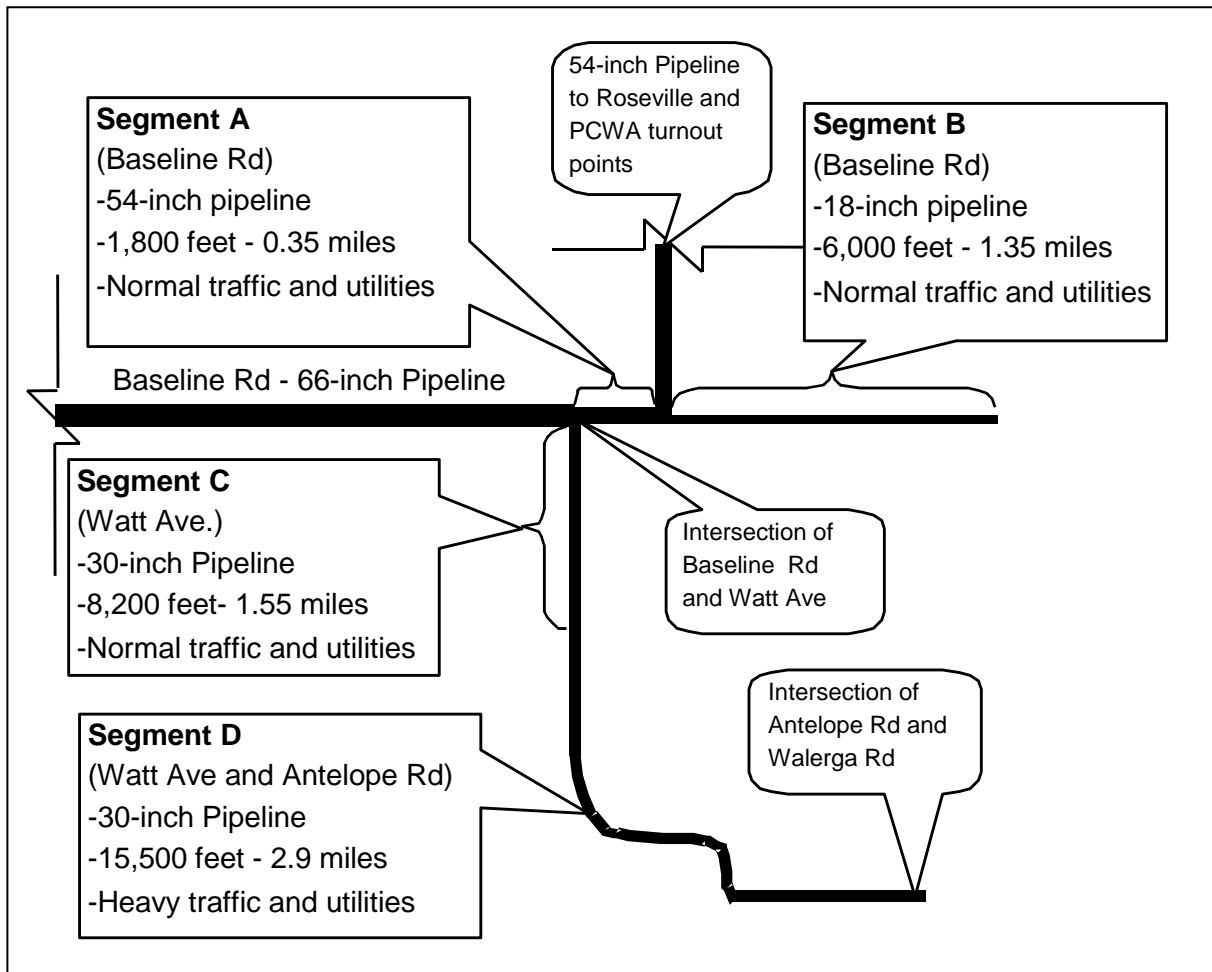 54-inch Pipeline
to Roseville and
PCWA turnout
points
Segment A
(Baseline Rd)
-54-inch pipeline
-1,800 feet - 0.35 miles
-Normal traffic and utilities
Segment B
(Baseline Rd)
-18-inch pipeline
-6,000 feet - 1.35 miles
-Normal traffic and utilities
Baseline Rd - 66-inch Pipeline
Segment C
(Watt Ave.)
-30-inch Pipeline
-8,200 feet- 1.55 miles
-Normal traffic and utilities
Intersection of
Baseline Rd
and Watt Ave
Segment D
(Watt Ave and Antelope Rd)
-30-inch Pipeline
-15,500 feet - 2.9 miles
-Heavy traffic and utilities
Intersection of
Antelope Rd and
Walerga Rd